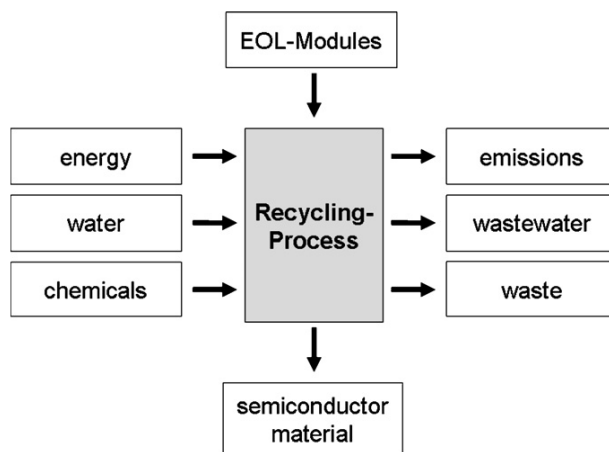 EOL-Modules
energy
water
chemicals
Recycling-
Process
emissions
wastewater
waste
semiconductor
material